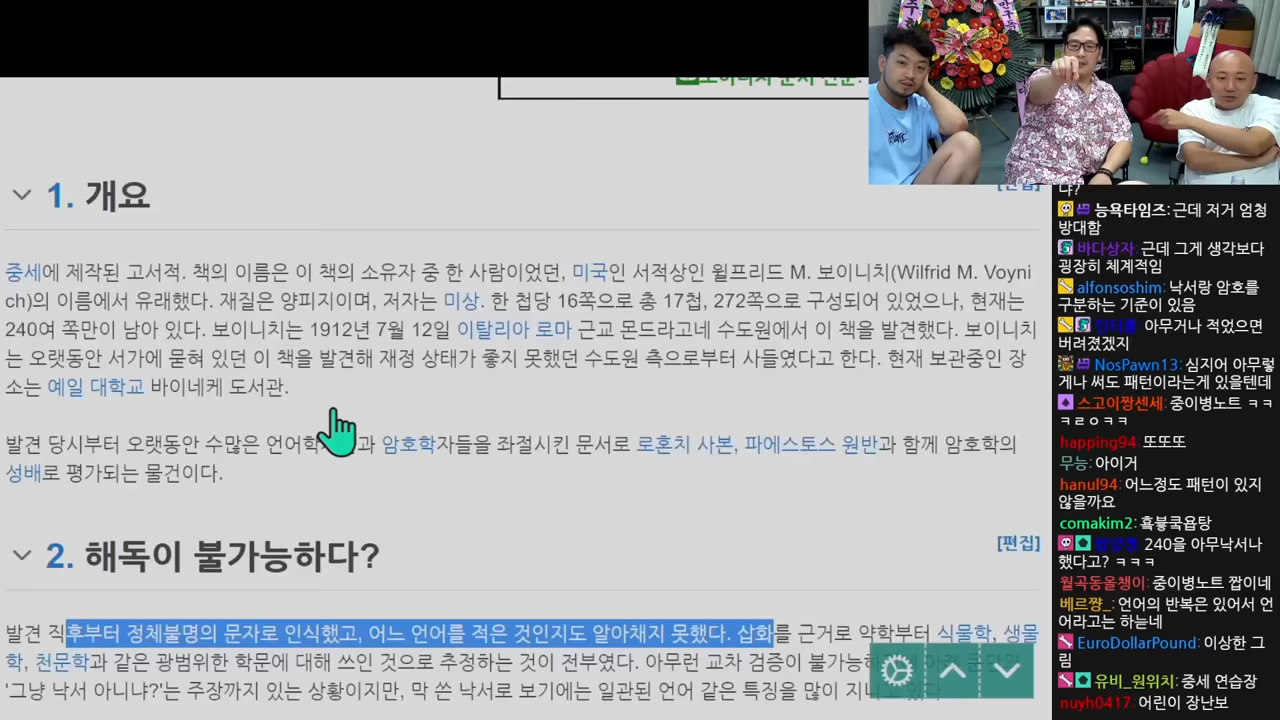 1. 개요
[편집]
중세에 제작된 고서적. 책의 이름은 이 책의 소유자 중 한 사람이었던, 미국인 서적상인 윌프리드 M. 보이니치(Wilfrid M. Voyni
ch)의 이름에서 유래했다. 재질은 양피지이며, 저자는 미상. 한 첩당 16쪽으로 총 17첩, 272쪽으로 구성되어 있었으나, 현재는
240여 쪽만이 남아 있다. 보이니치는 1912년 7월 12일 이탈리아 로마 근교 몬드라고네 수도원에서 이 책을 발견했다. 보이니치
는 오랫동안 서가에 묻혀 있던 이 책을 발견해 재정 상태가 좋지 못했던 수도원 측으로부터 사들였다고 한다. 현재 보관중인 장
소는 예일 대학교 바이네케 도서관.
발견 당시부터 오랫동안 수많은 언어학 과 암호학자들을 좌절시킨 문서로 로혼치 사본, 파에스토스 원반과 함께 암호학의
성배로 평가되는 물건이다.
2. 해독이 불가능하다?
[편집]
발견 직후부터 정체불명의 문자로 인식했고, 어느 언어를 적은 것인지도 알아채지 못했다. 삽화를 근거로 약학부터 식물학, 생물
학, 천문학과 같은 광범위한 학문에 대해 쓰인 것으로 추정하는 것이 전부였다. 아무런 교차 검증이 불가능하
'그냥 낙서 아니냐?'는 주장까지 있는 상황이지만, 막 쓴 낙서로 보기에는 일관된 언어 같은 특징을 많이 지니고 있다
냐?
능욕타임즈: 근데 저거 엄청
방대함
바다상자: 근데 그게 생각보다
굉장히 체계적임
alfonsoshim: 낙서랑 암호를
구분하는 기준이 있음
아무거나 적었으면
버려졌겠지
NosPawn13: 심지어 아무렇
게나 써도 패턴이라는게 있을텐데
스고이짱센세: 중이병노트 ㅋㅋ
ㅋㄹㅇㅋㅋ
happing94: 또또또
무능: 아이거
hanul94: 어느정도 패턴이 있지
않을까요
comakim2: 
240을 아무낙서나
했다고? ㅋㅋㅋ
월곡동올챙이: 중이병노트 짭이네
베르쨩_: 언어의 반복은 있어서 언
어라고는 하는데
EuroDollarPound: 이상한 그
림
유비_원위치: 중세 연습장
nuyh0417: 어린이 장난보